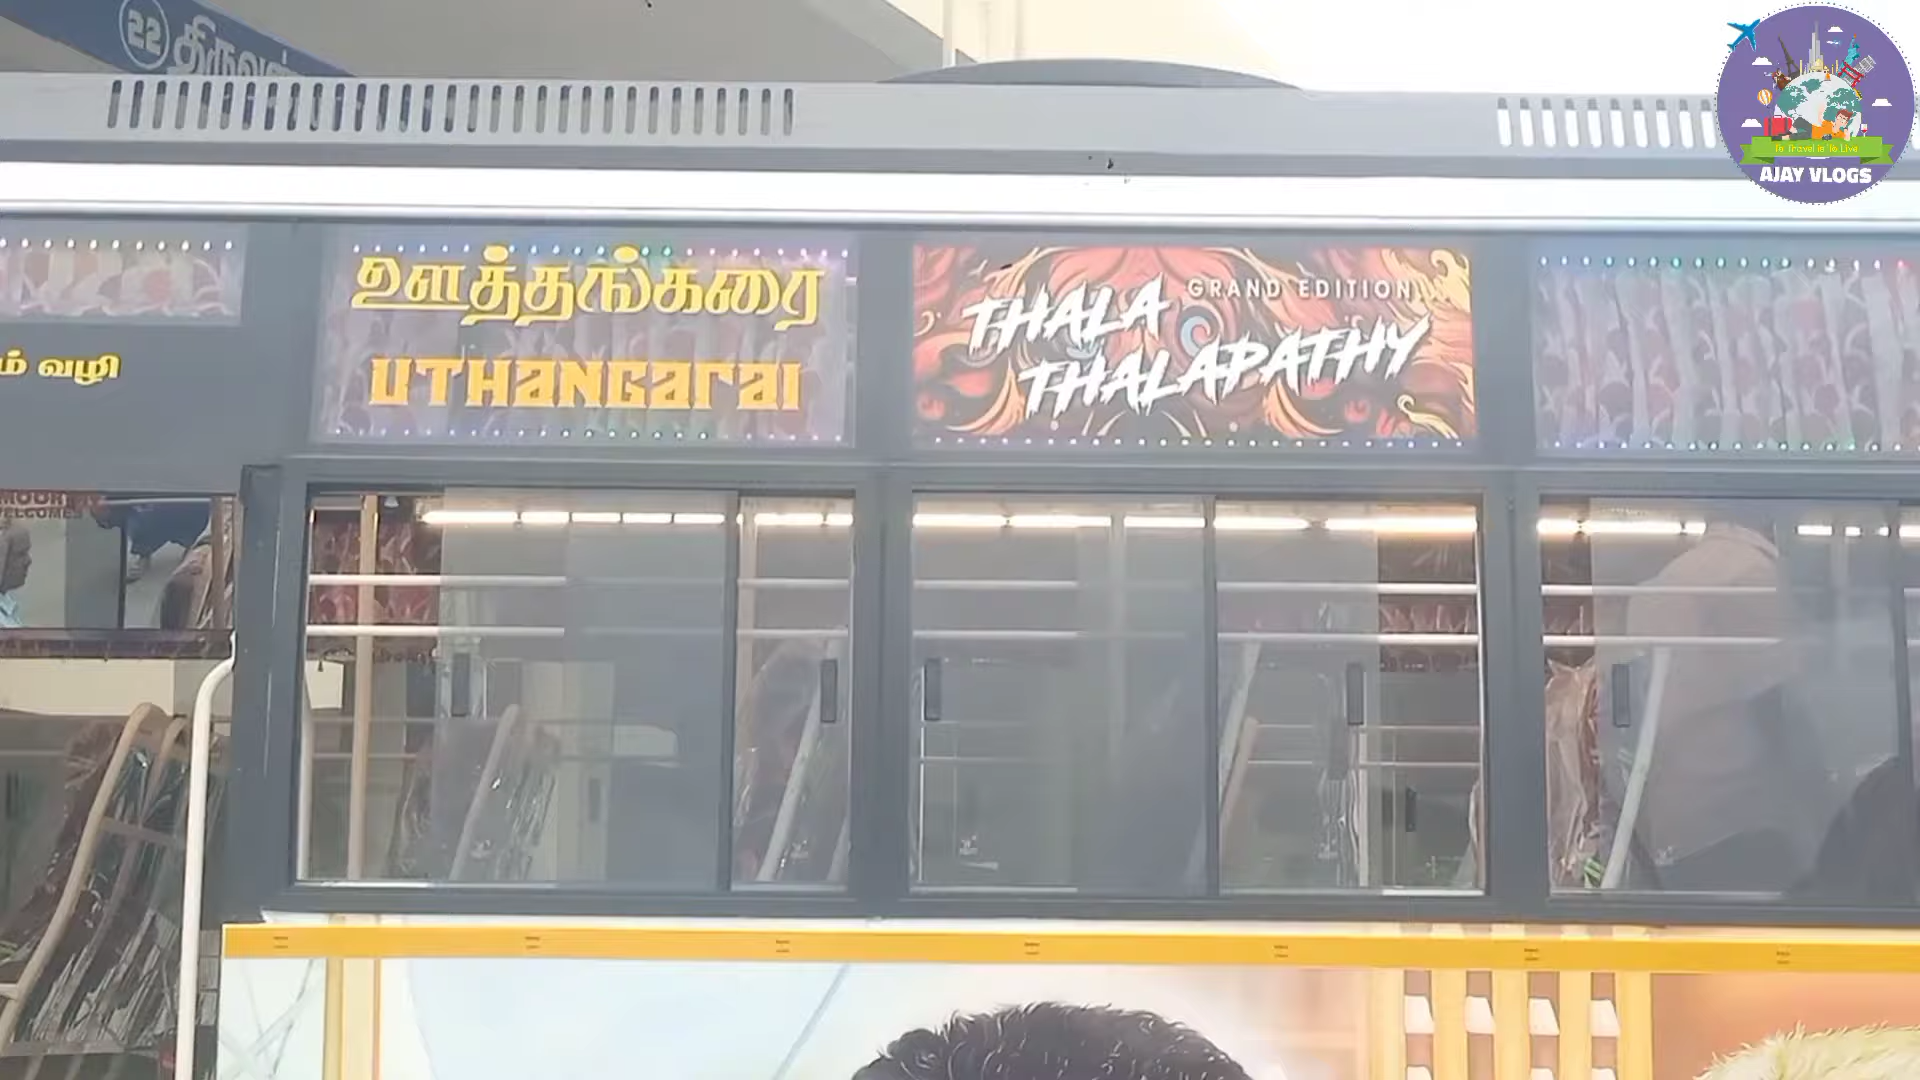 22
To Travel is To Live
AJAY VLOGS
ஊத்தங்கரை
UTHANGARAI
GRAND EDITION
THALA
THALAPATHY
வழி